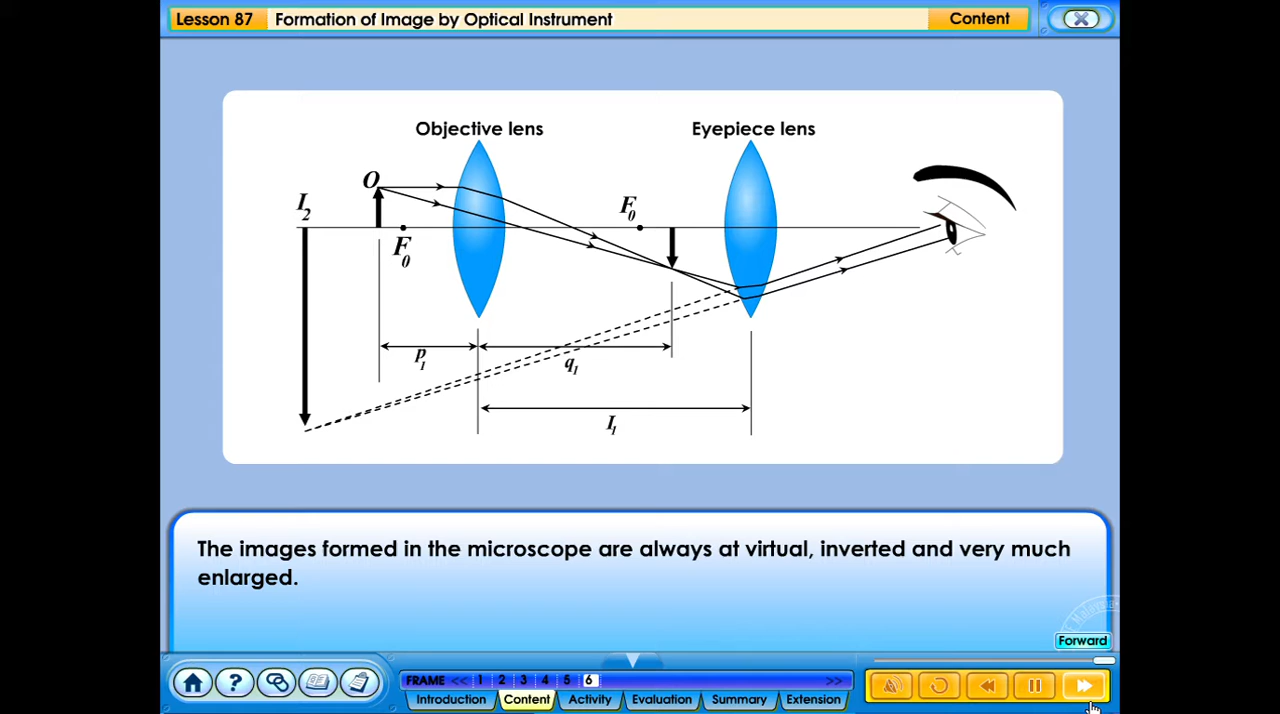 Lesson 87 Formation of Image by Optical Instrument Content
Objective lens Eyepiece lens
O
I2
F0
F0
p1
q1
I1
The images formed in the microscope are always at virtual, inverted and very much
enlarged.
Malaysia
Forward
FRAME << 1 2 3 4 5 6 >>
Introduction Content Activity Evaluation Summary Extension